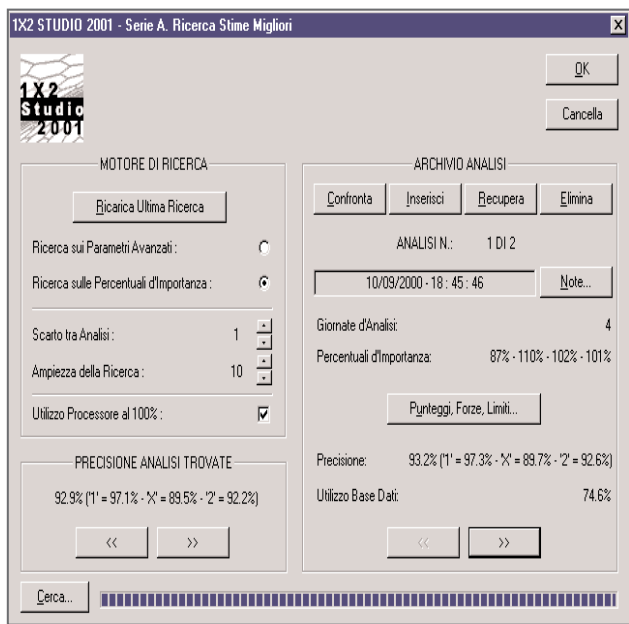 1X2 STUDIO 2001 - Serie A. Ricerca Stime Migliori
1X2
Studio
2001
OK
Cancella
MOTORE DI RICERCA
Ricarica Ultima Ricerca
Ricerca sui Parametri Avanzati :
Ricerca sulle Percentuali d'Importanza :
Scarto tra Analisi : 1
Ampiezza della Ricerca : 10
Utilizzo Processore al 100% :
PRECISIONE ANALISI TROVATE
92.9% ('1' = 97.1% - 'X' = 89.5% - '2' = 92.2%)
<< >>
ARCHIVIO ANALISI
Confronta Inserisci Recupera Elimina
ANALISI N.: 1 DI 2
10/09/2000 - 18 : 45 : 46 Note...
Giornate d'Analisi: 4
Percentuali d'Importanza: 87% - 110% - 102% - 101%
Punteggi, Forze, Limiti...
Precisione: 93.2% ('1' = 97.3% - 'X' = 89.7% - '2' = 92.6%)
Utilizzo Base Dati: 74.6%
<< >>
Cerca...